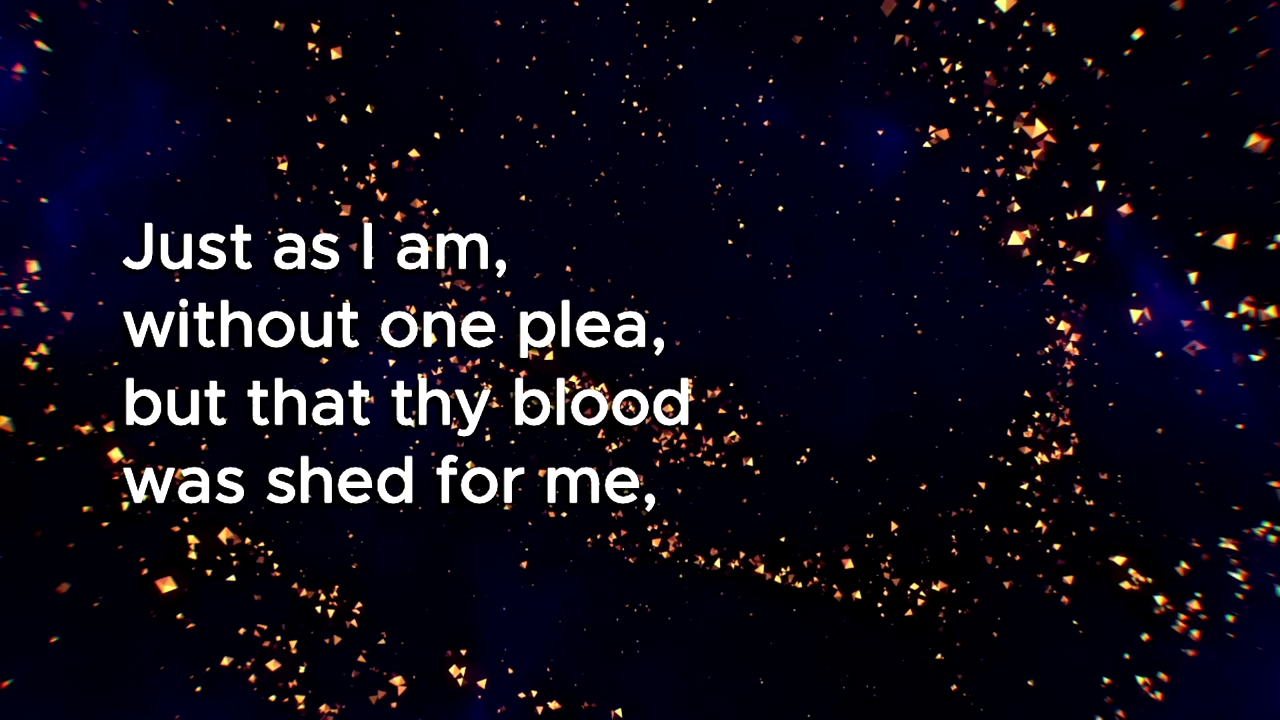 Just as I am,
without one plea,
but that thy blood
was shed for me,